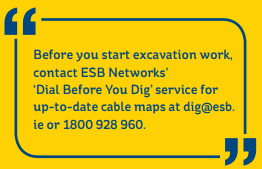 Before you start excavation work,
contact ESB Networks’
‘Dial Before You Dig’ service for
up-to-date cable maps at dig@esb.
ie or 1800 928 960.